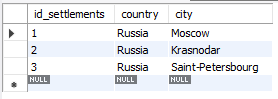 id_settlements country city
1 Russia Moscow
2 Russia Krasnodar
3 Russia Saint-Petersbourg
NULL NULL NULL